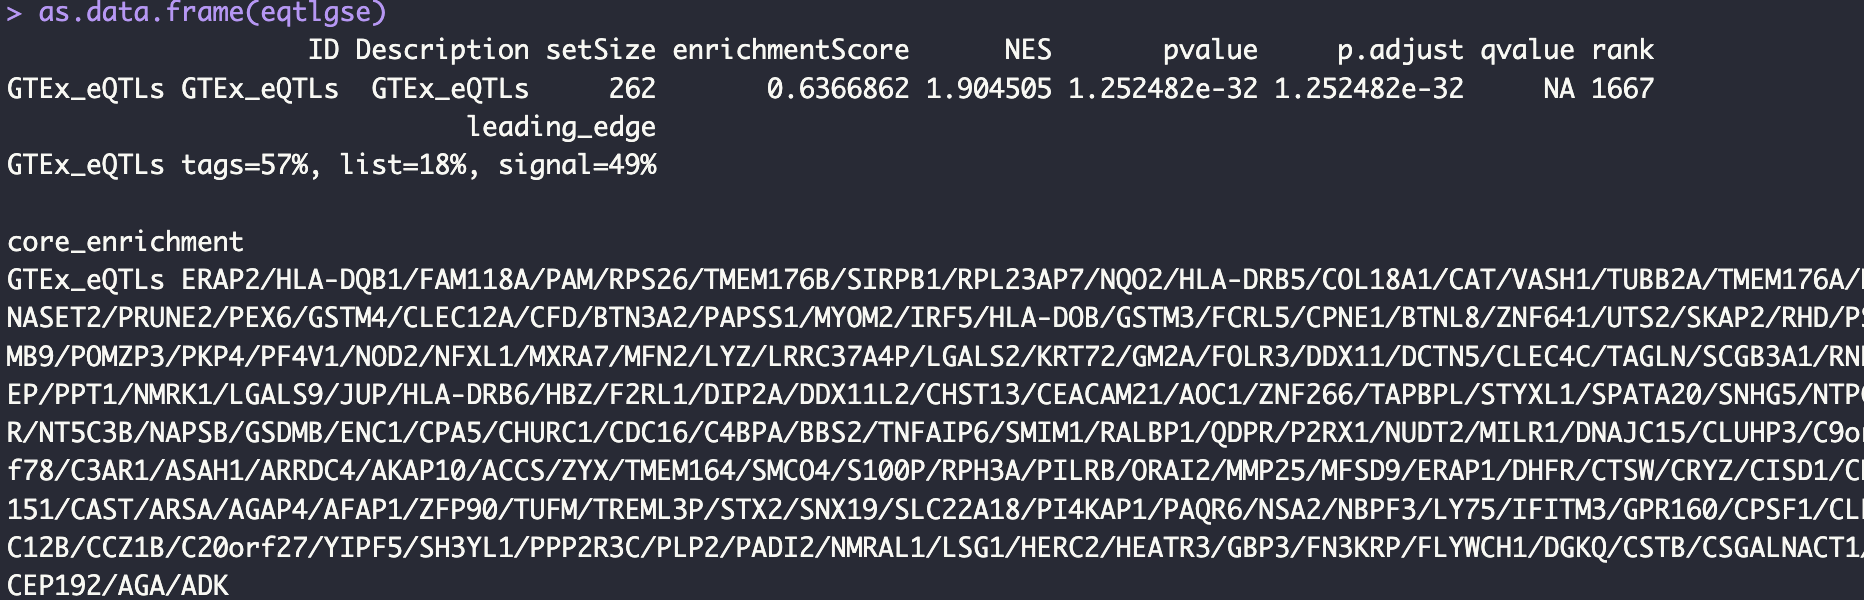 > as.data.frame(eqtlgse)
ID Description setSize enrichmentScore NES pvalue p.adjust qvalue rank
GTEx_eQTLs GTEx_eQTLs GTEx_eQTLs 262 0.6366862 1.904505 1.252482e-32 1.252482e-32 NA 1667
leading_edge
GTEx_eQTLs tags=57%, list=18%, signal=49%
core_enrichment
GTEx_eQTLs ERAP2/HLA-DQB1/FAM118A/PAM/RPS26/TMEM176B/SIRPB1/RPL23AP7/NQO2/HLA-DRB5/COL18A1/CAT/VASH1/TUBB2A/TMEM176A/
NASET2/PRUNE2/PEX6/GSTM4/CLEC12A/CFD/BTN3A2/PAPSS1/MYOM2/IRF5/HLA-DOB/GSTM3/FCRL5/CPNE1/BTNL8/ZNF641/UTS2/SKAP2/RHD/PS
MB9/POMZP3/PKP4/PF4V1/NOD2/NFXL1/MXRA7/MFN2/LYZ/LRRC37A4P/LGALS2/KRT72/GM2A/FOLR3/DDX11/DCTN5/CLEC4C/TAGLN/SCGB3A1/RN
EP/PPT1/NMRK1/LGALS9/JUP/HLA-DRB6/HBZ/F2RL1/DIP2A/DDX11L2/CHST13/CEACAM21/AOC1/ZNF266/TAPBPL/STYXL1/SPATA20/SNHG5/NTP
R/NT5C3B/NAPSB/GSDMB/ENC1/CPA5/CHURC1/CDC16/C4BPA/BBS2/TNFAIP6/SMIM1/RALBP1/QDPR/P2RX1/NUDT2/MILR1/DNAJC15/CLUHP3/C9or
f78/C3AR1/ASAH1/ARRDC4/AKAP10/ACCS/ZYX/TMEM164/SMCO4/S100P/RPH3A/PILRB/ORAI2/MMP25/MFSD9/ERAP1/DHFR/CTSW/CRYZ/CISD1/C
151/CAST/ARSA/AGAP4/AFAP1/ZFP90/TUFM/TREML3P/STX2/SNX19/SLC22A18/PI4KAP1/PAQR6/NSA2/NBPF3/LY75/IFITM3/GPR160/CPSF1/CL
C12B/CCZ1B/C20orf27/YIPF5/SH3YL1/PPP2R3C/PLP2/PADI2/NMRAL1/LSG1/HERC2/HEATR3/GBP3/FN3KRP/FLYWCH1/DGKQ/CSTB/CSGALNACT1/
CEP192/AGA/ADK